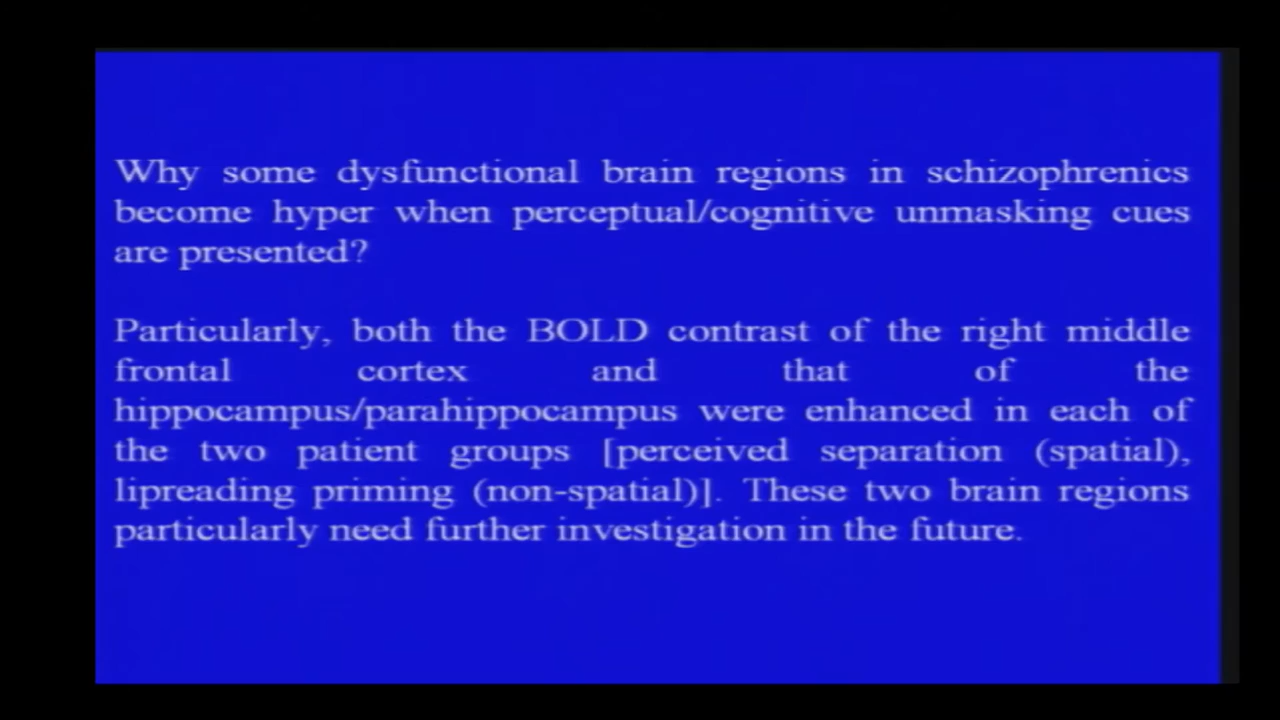 Why some dysfunctional brain regions in schizophrenics
become hyper when perceptual/cognitive unmasking cues
are presented?
Particularly, both the BOLD contrast of the right middle
frontal cortex and that of the
hippocampus/parahippocampus were enhanced in each of
the two patient groups [perceived separation (spatial),
lipreading priming (non-spatial)]. These two brain regions
particularly need further investigation in the future.